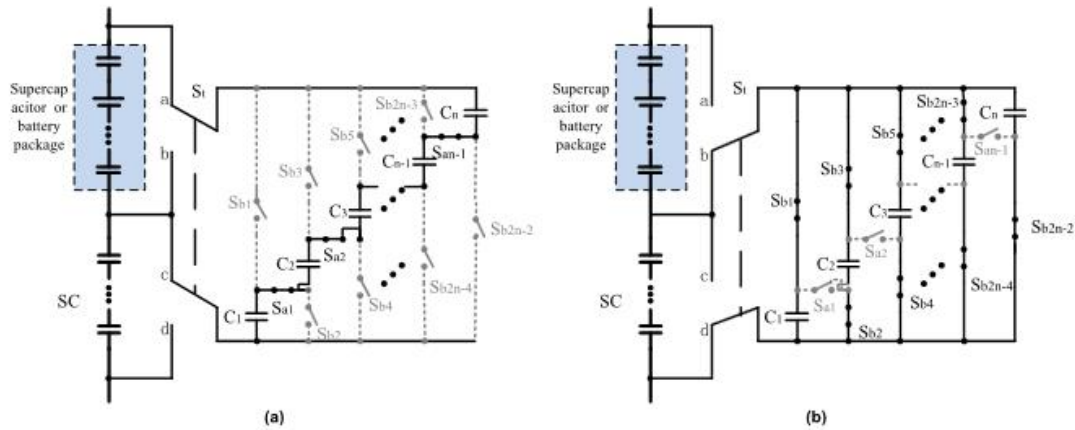 Supercap
acitor or
battery
package
SC
a
b
c
d
St
Sb1
Sb3
Sb5
Sb2n-3
Cn
San-1
Cn-1
C3
Sa2
C2
Sa1
C1
Sb2
Sb4
Sb2n-4
Sb2n-2
(a)
Supercap
acitor or
battery
package
SC
a
b
c
d
St
Sb1
Sb3
Sb5
Sb2n-3
Cn
San-1
Cn-1
C3
Sa2
C2
Sa1
C1
Sb2
Sb4
Sb2n-4
Sb2n-2
(b)